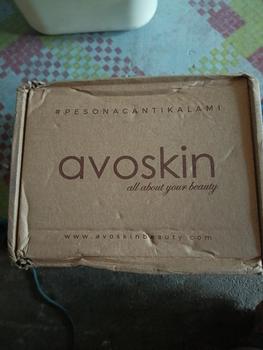 #PESONACANTIKALAMI
avoskin
all about your beauty
www.avoskinbeauty.com